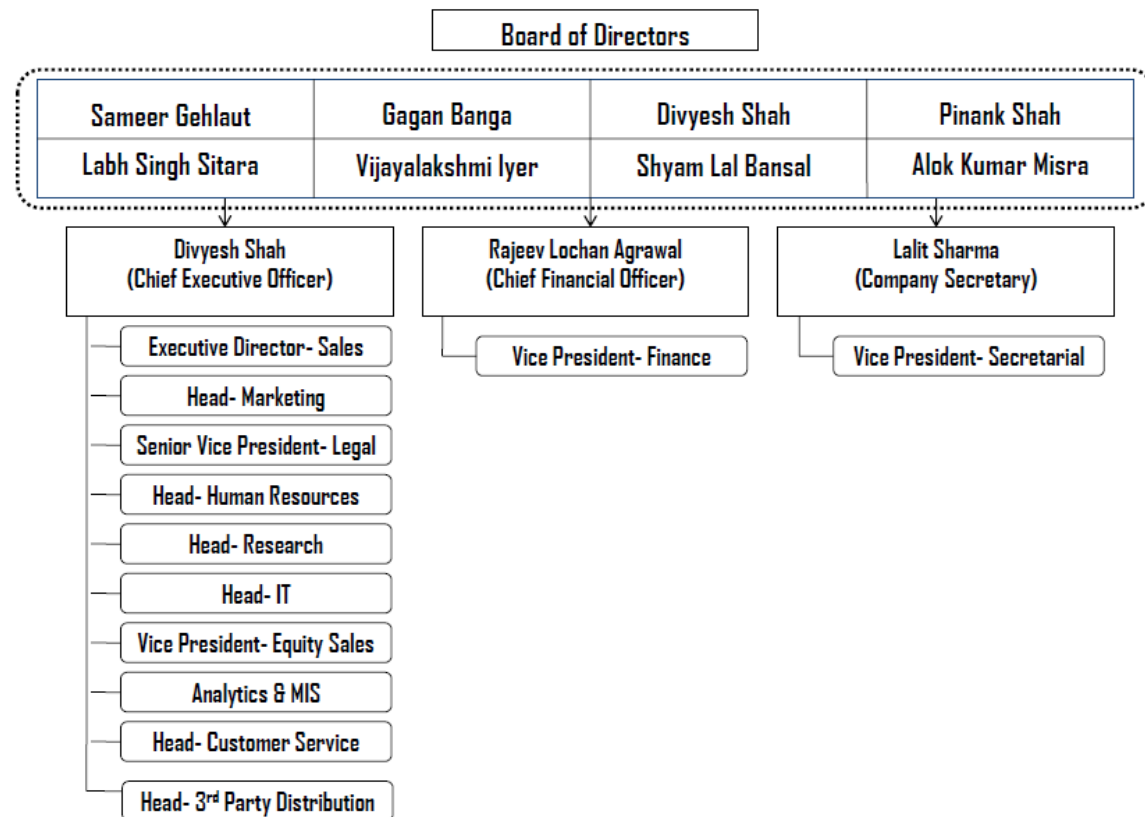 Board of Directors
Sameer Gehlaut
Gagan Banga
Divyesh Shah
Pinank Shah
Labh Singh Sitara
Vijayalakshmi Iyer
Shyam Lal Bansal
Alok Kumar Misra
Divyesh Shah
(Chief Executive Officer)
Rajeev Lochan Agrawal
(Chief Financial Officer)
Lalit Sharma
(Company Secretary)
Executive Director- Sales
Head- Marketing
Senior Vice President- Legal
Head- Human Resources
Head- Research
Head- IT
Vice President- Equity Sales
Analytics & MIS
Head- Customer Service
Head- 3rd Party Distribution
Vice President- Finance
Vice President- Secretarial